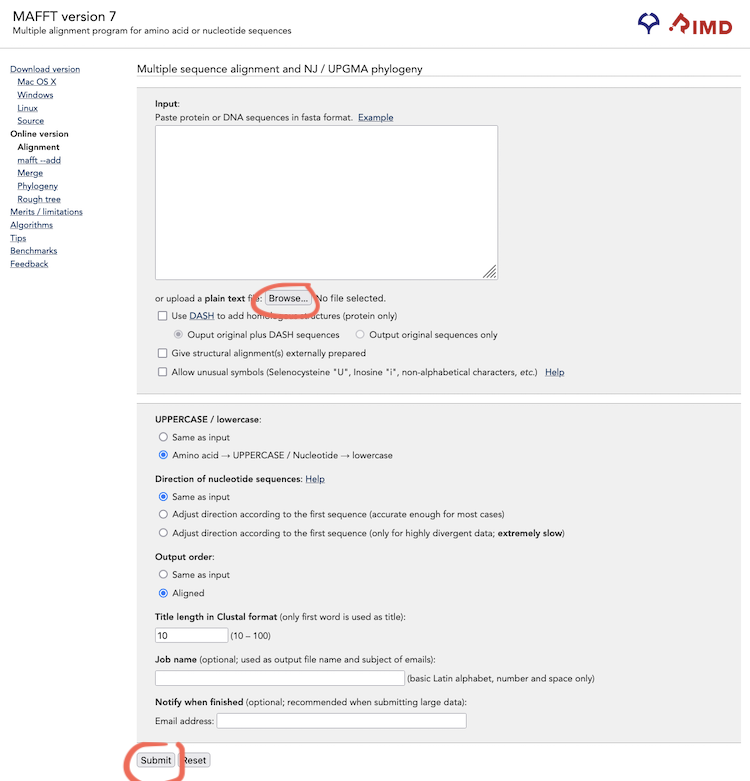 MAFFT version 7
Multiple alignment program for amino acid or nucleotide sequences
RIMD
Download version
Mac OS X
Windows
Linux
Source
Online version
Alignment
mafft --add
Merge
Phylogeny
Rough tree
Merits / limitations
Algorithms
Tips
Benchmarks
Feedback
Multiple sequence alignment and NJ / UPGMA phylogeny
Input:
Paste protein or DNA sequences in fasta format. Example
or upload a plain text file: Browse... No file selected.
Use DASH to add homologous structures (protein only)
Ouput original plus DASH sequences Output original sequences only
Give structural alignment(s) externally prepared
Allow unusual symbols (Selenocysteine "U", Inosine "i", non-alphabetical characters, etc.) Help
UPPERCASE / lowercase:
Same as input
Amino acid → UPPERCASE / Nucleotide → lowercase
Direction of nucleotide sequences: Help
Same as input
Adjust direction according to the first sequence (accurate enough for most cases)
Adjust direction according to the first sequence (only for highly divergent data; extremely slow)
Output order:
Same as input
Aligned
Title length in Clustal format (only first word is used as title):
10 (10 – 100)
Job name (optional; used as output file name and subject of emails):
(basic Latin alphabet, number and space only)
Notify when finished (optional; recommended when submitting large data):
Email address:
Submit Reset